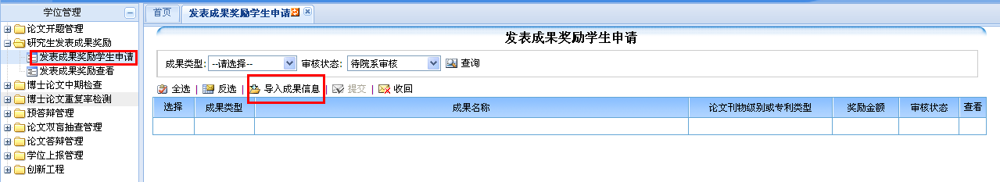 学位管理
论文开题管理
研究生发表成果奖励
发表成果奖励学生申请
发表成果奖励查看
博士论文中期检查
博士论文重复率检测
预答辩管理
论文双盲抽查管理
论文答辩管理
学位上报管理
创新工程
首页 发表成果奖励学生申请
发表成果奖励学生申请
成果类型: --请选择-- 审核状态: 待院系审核 查询
全选 | 反选 | 导入成果信息 | 提交 | 收回
选择 成果类型 成果名称 论文刊物级别或专利类型 奖励金额 审核状态 查看